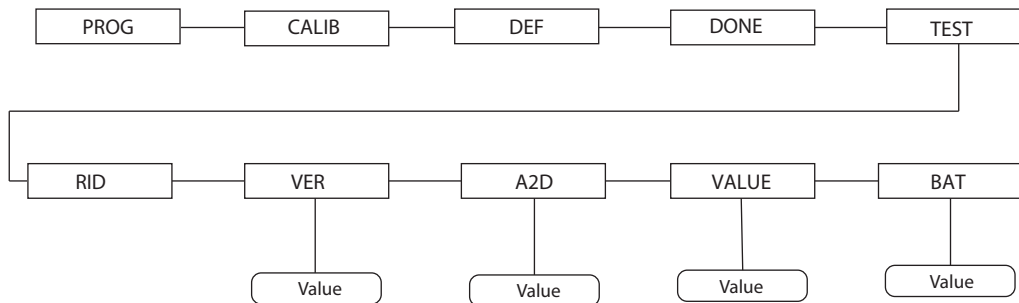 PROG CALIB DEF DONE TEST
RID VER A2D VALUE BAT
Value Value Value Value